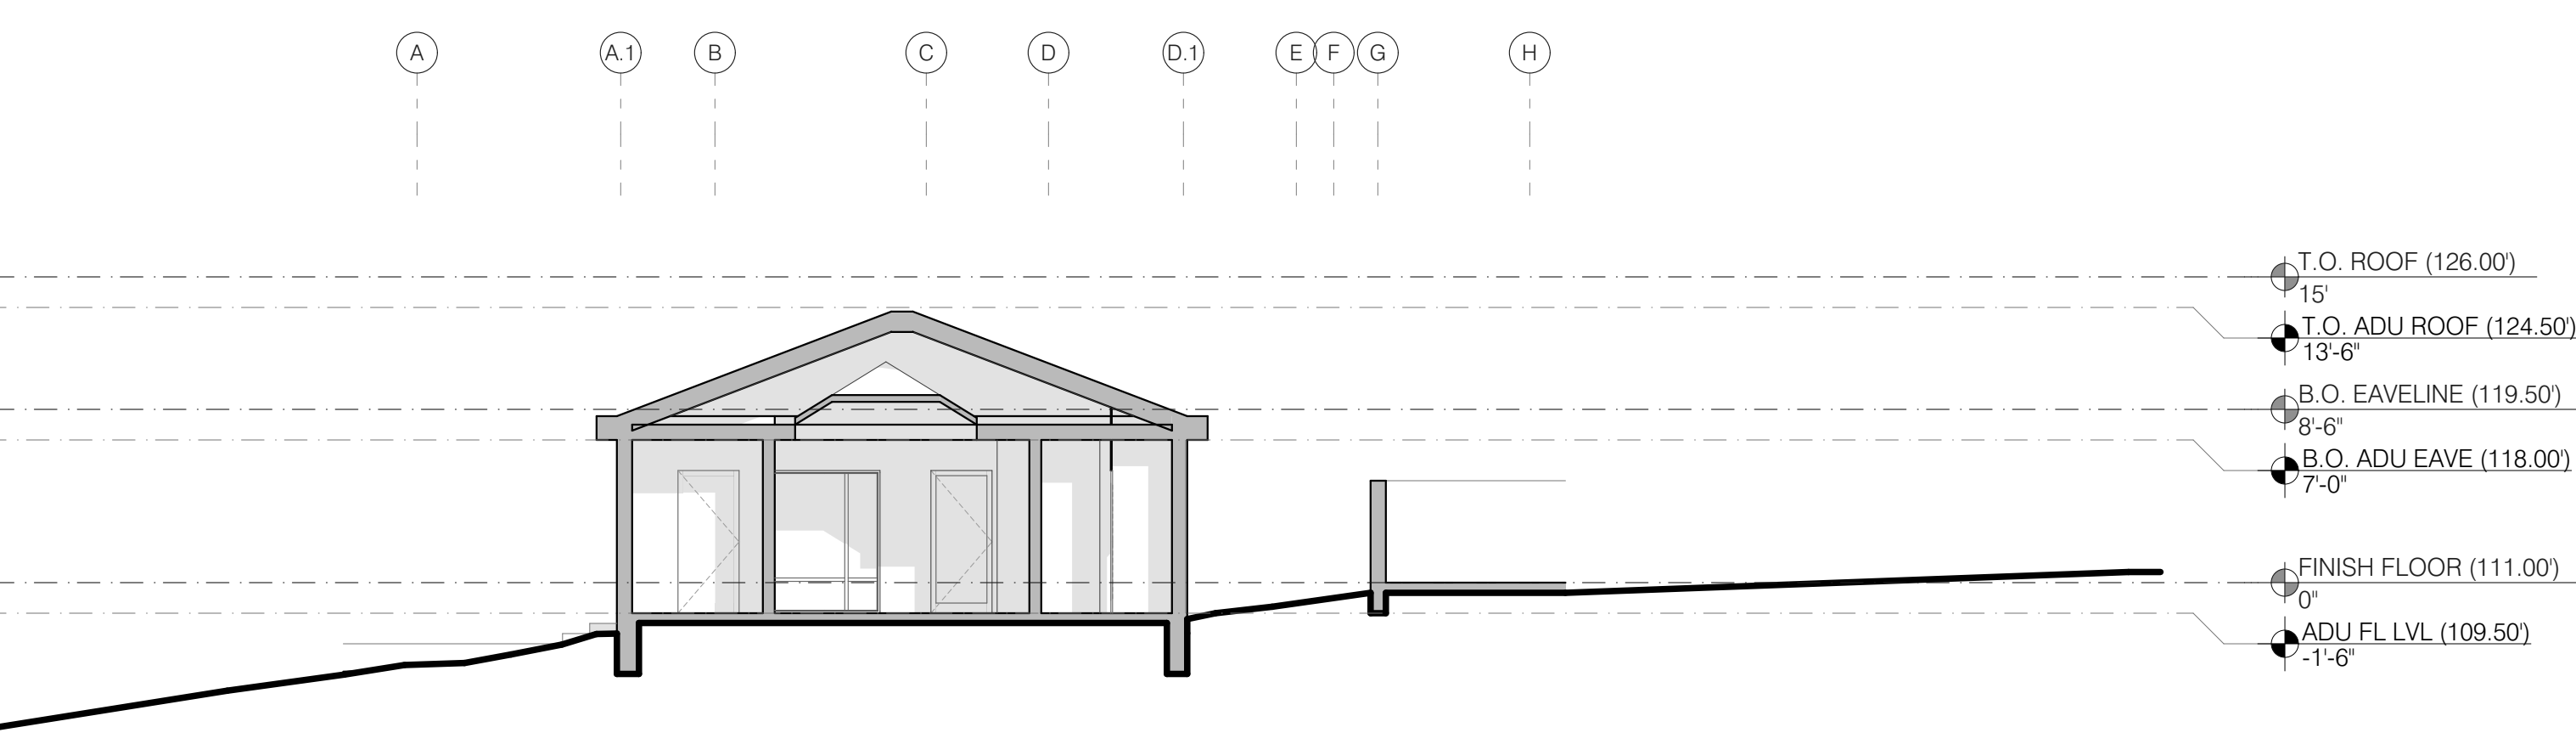 A
A.1
B
C
D
D.1
E
F
G
H
T.O. ROOF (126.00')
15'
T.O. ADU ROOF (124.50')
13'-6"
B.O. EAVELINE (119.50')
8'-6"
B.O. ADU EAVE (118.00')
7'-0"
FINISH FLOOR (111.00')
0"
ADU FL LVL (109.50')
-1'-6"